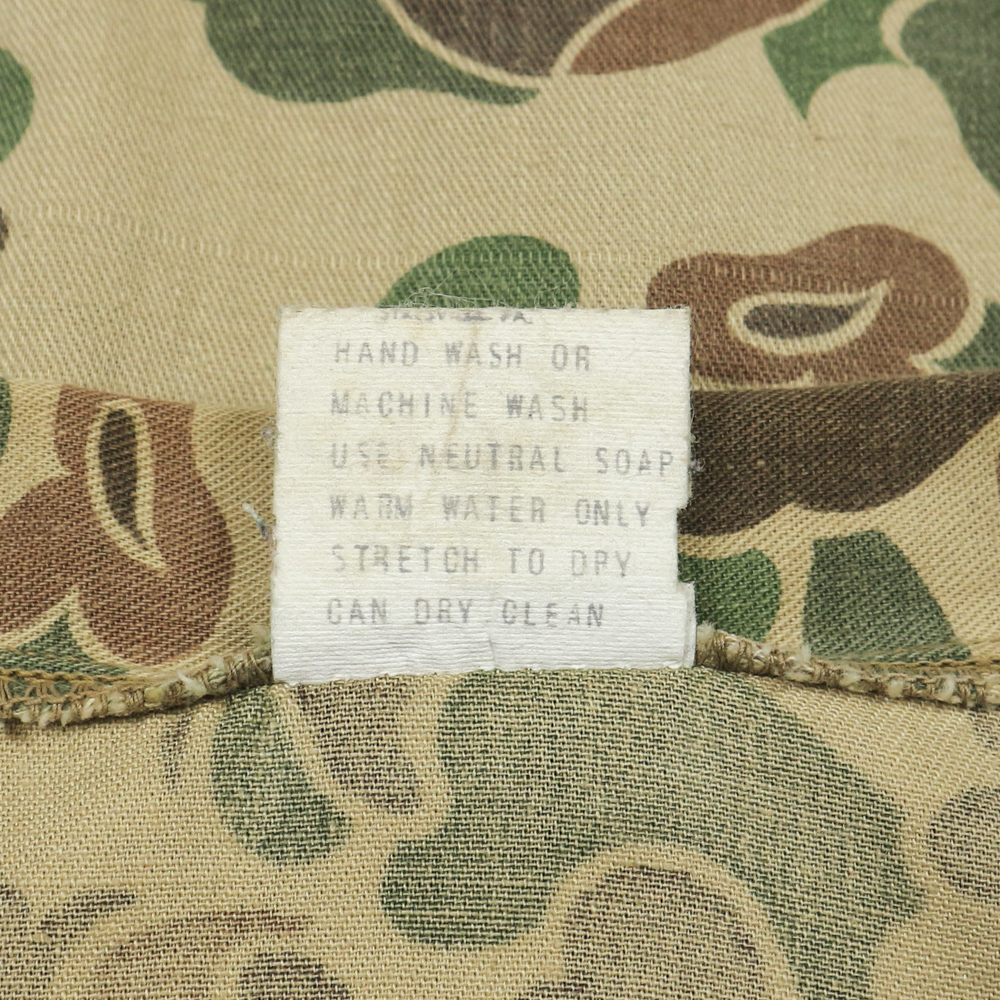 HAND WASH OR
MACHINE WASH
USE NEUTRAL SOAP
WARM WATER ONLY
STRETCH TO DRY
CAN DRY CLEAN